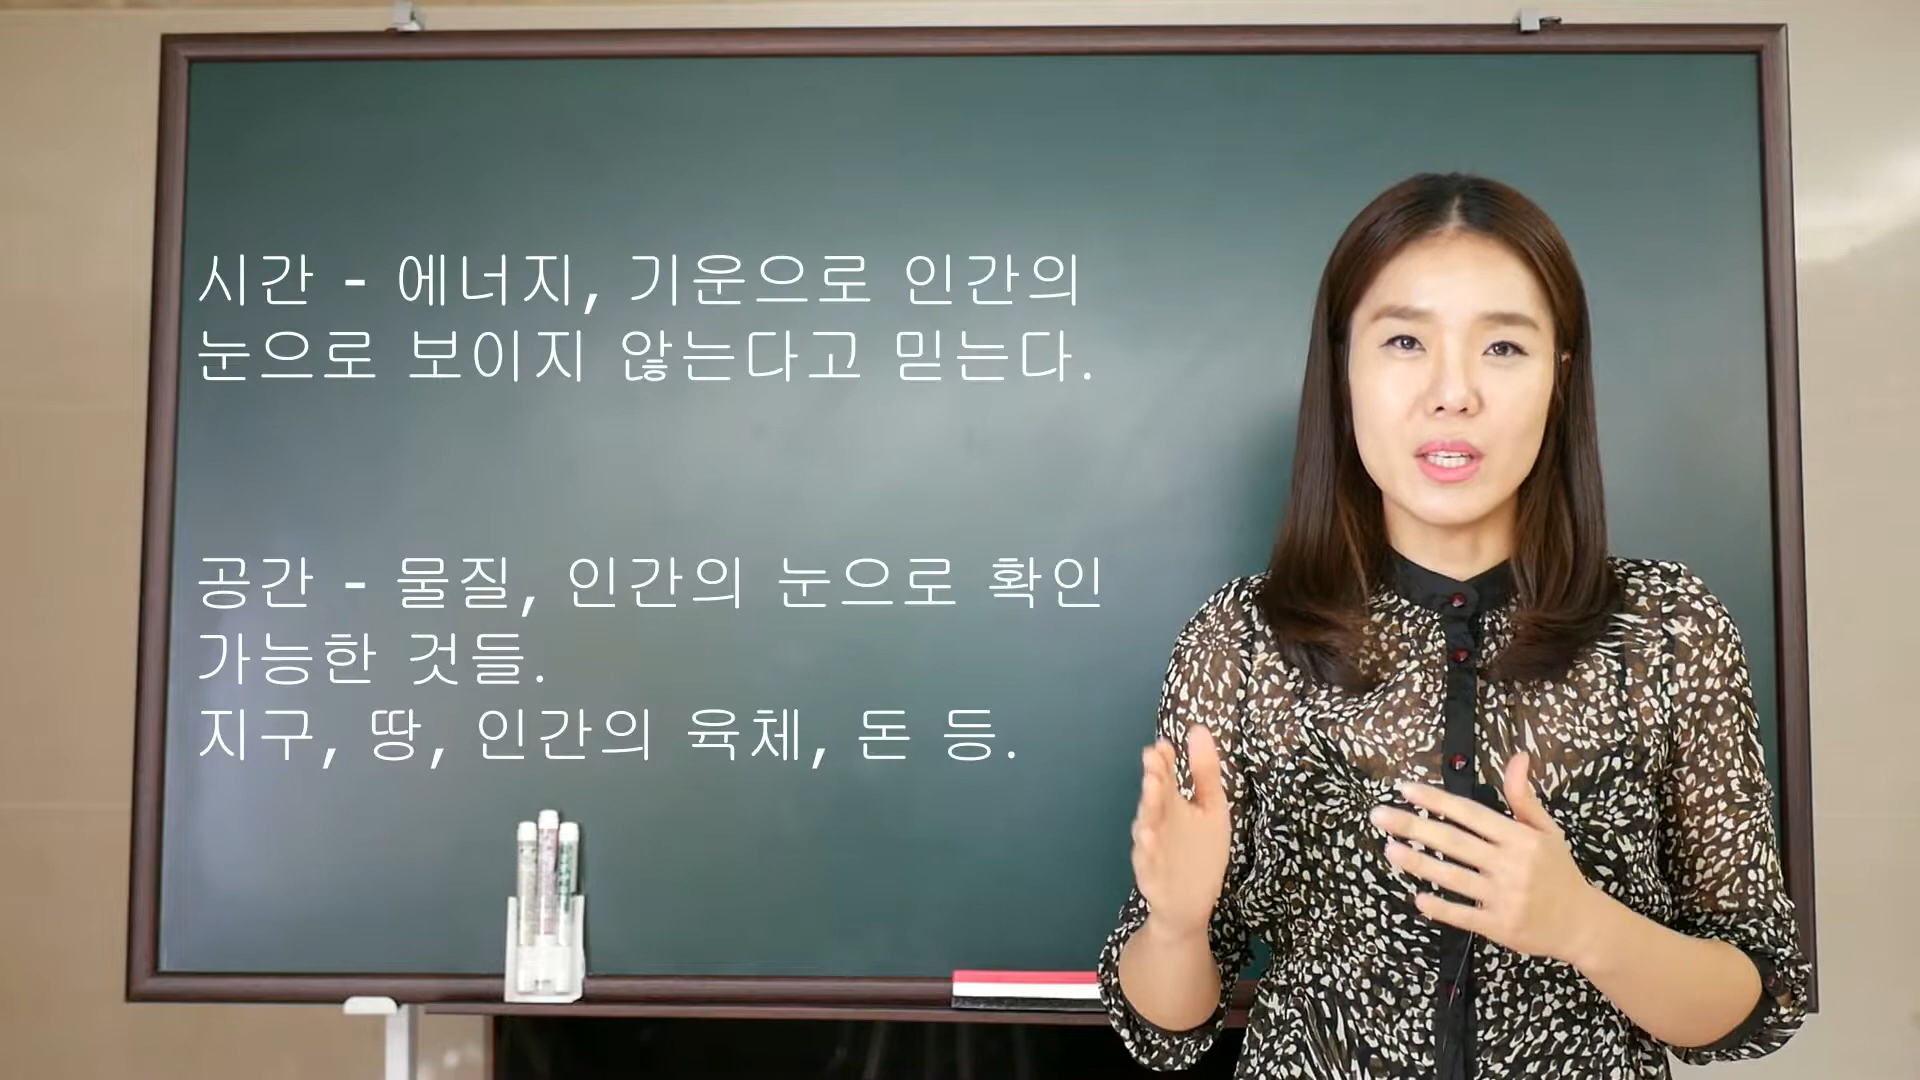 시간 - 에너지, 기운으로 인간의
눈으로 보이지 않는다고 믿는다.
공간 - 물질, 인간의 눈으로 확인
가능한 것들.
지구, 땅, 인간의 육체, 돈 등.